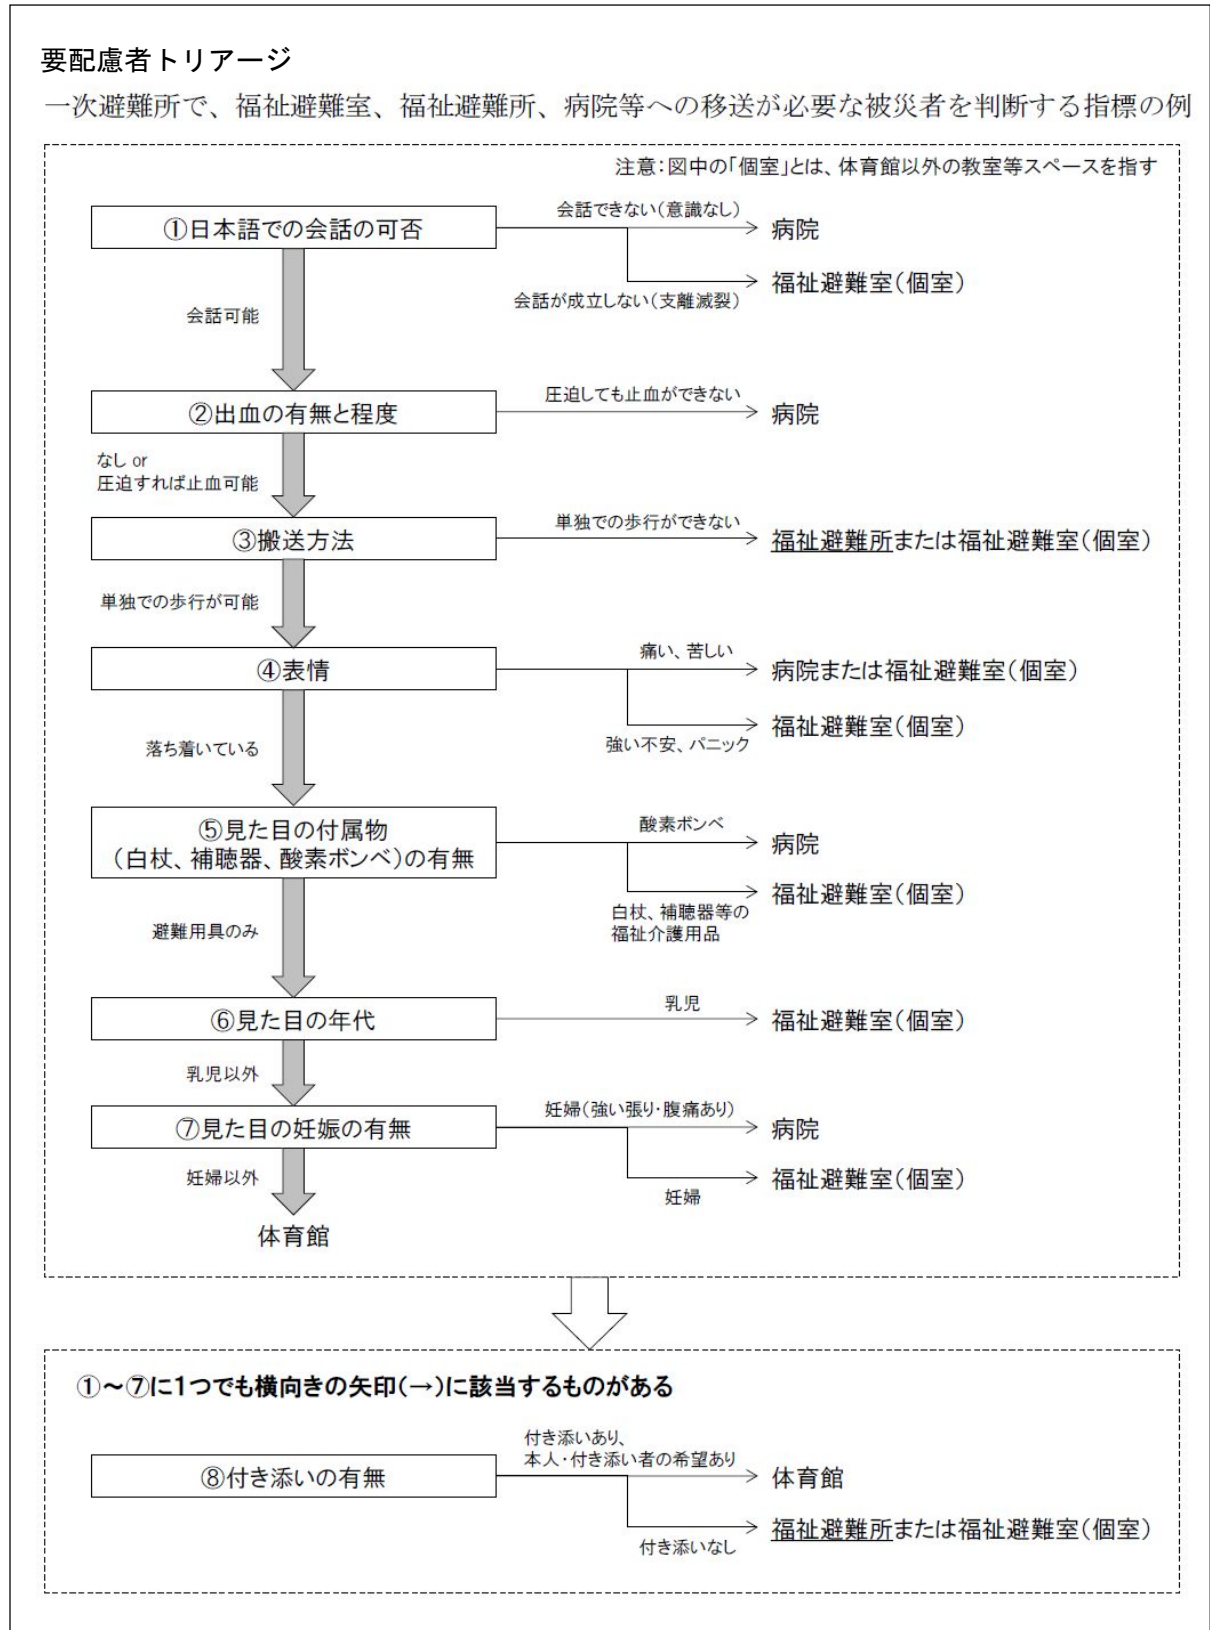 要配慮者トリアージ
一次避難所で、福祉避難室、福祉避難所、病院等への移送が必要な被災者を判断する指標の例
注意：図中の「個室」とは、体育館以外の教室等スペースを指す
①日本語での会話の可否
会話できない（意識なし）
病院
福祉避難室（個室）
会話が成立しない（支離滅裂）
会話可能
②出血の有無と程度
圧迫しても止血ができない
病院
なし or
圧迫すれば止血可能
③搬送方法
単独での歩行ができない
福祉避難所または福祉避難室（個室）
単独での歩行が可能
④表情
痛い、苦しい
病院または福祉避難室（個室）
福祉避難室（個室）
強い不安、パニック
落ち着いている
⑤見た目の付属物
（白杖、補聴器、酸素ボンベ）の有無
酸素ボンベ
病院
福祉避難室（個室）
白杖、補聴器等の
福祉介護用品
避難用具のみ
⑥見た目の年代
乳児
福祉避難室（個室）
乳児以外
⑦見た目の妊娠の有無
妊婦（強い張り・腹痛あり）
病院
福祉避難室（個室）
妊婦
妊婦以外
体育館
①～⑦に１つでも横向きの矢印（→）に該当するものがある
⑧付き添いの有無
付き添いあり、
本人・付き添い者の希望あり
体育館
福祉避難所または福祉避難室（個室）
付き添いなし